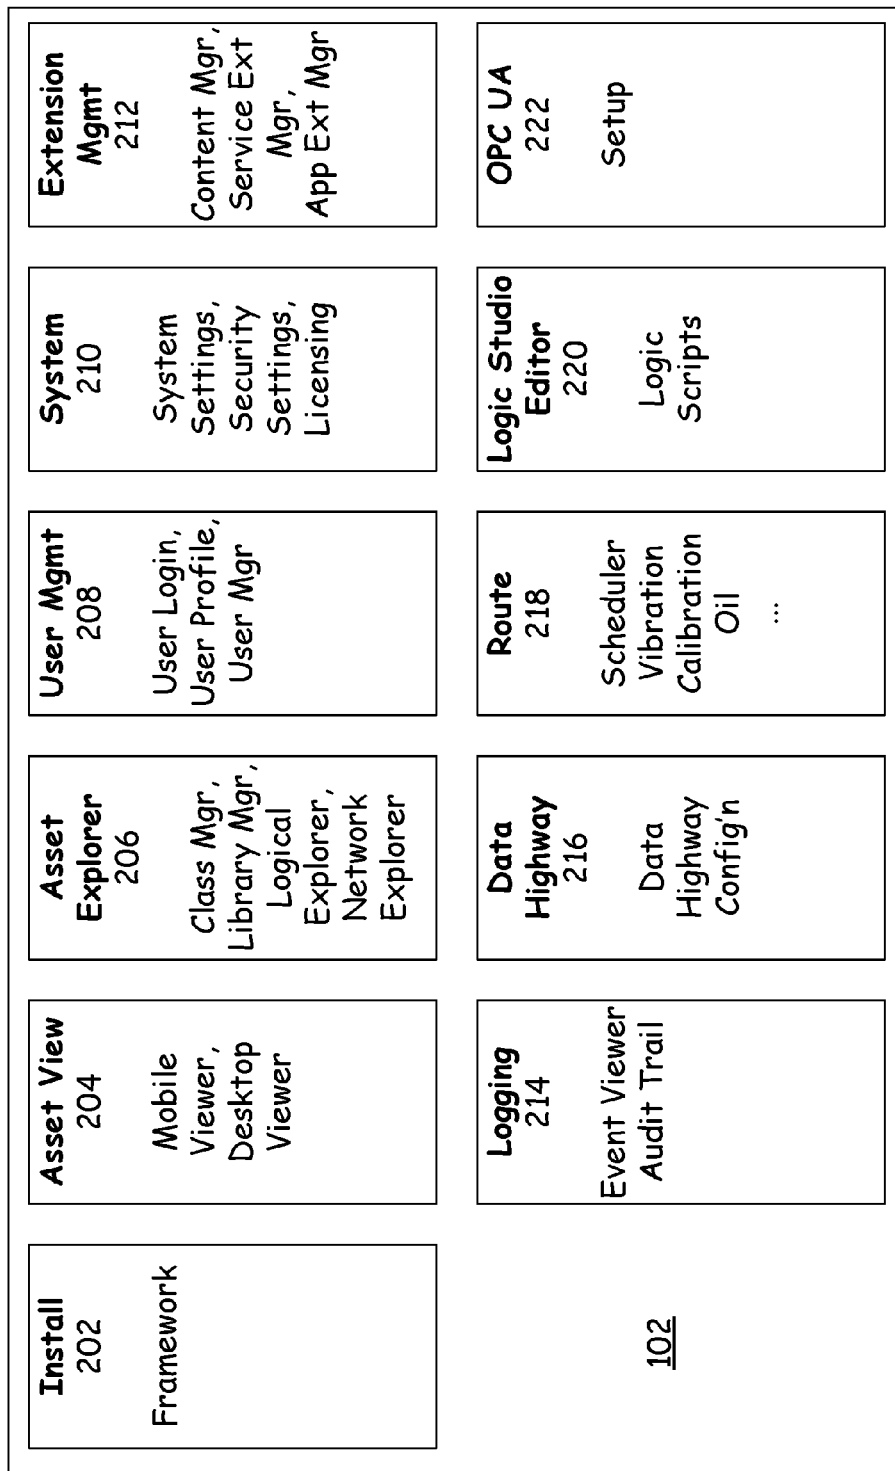 Install
202
Framework
Asset View
204
Mobile
Viewer,
Desktop
Viewer
Asset
Explorer
206
Class Mgr,
Library Mgr,
Logical
Explorer,
Network
Explorer
User Mgmt
208
User Login,
User Profile,
User Mgr
System
210
System
Settings,
Security
Settings,
Licensing
Extension
Mgmt
212
Content Mgr,
Service Ext
Mgr,
App Ext Mgr
102
Logging
214
Event Viewer
Audit Trail
Data
Highway
216
Data
Highway
Config'n
Route
218
Scheduler
Vibration
Calibration
Oil
...
Logic Studio
Editor
220
Logic
Scripts
OPC UA
222
Setup